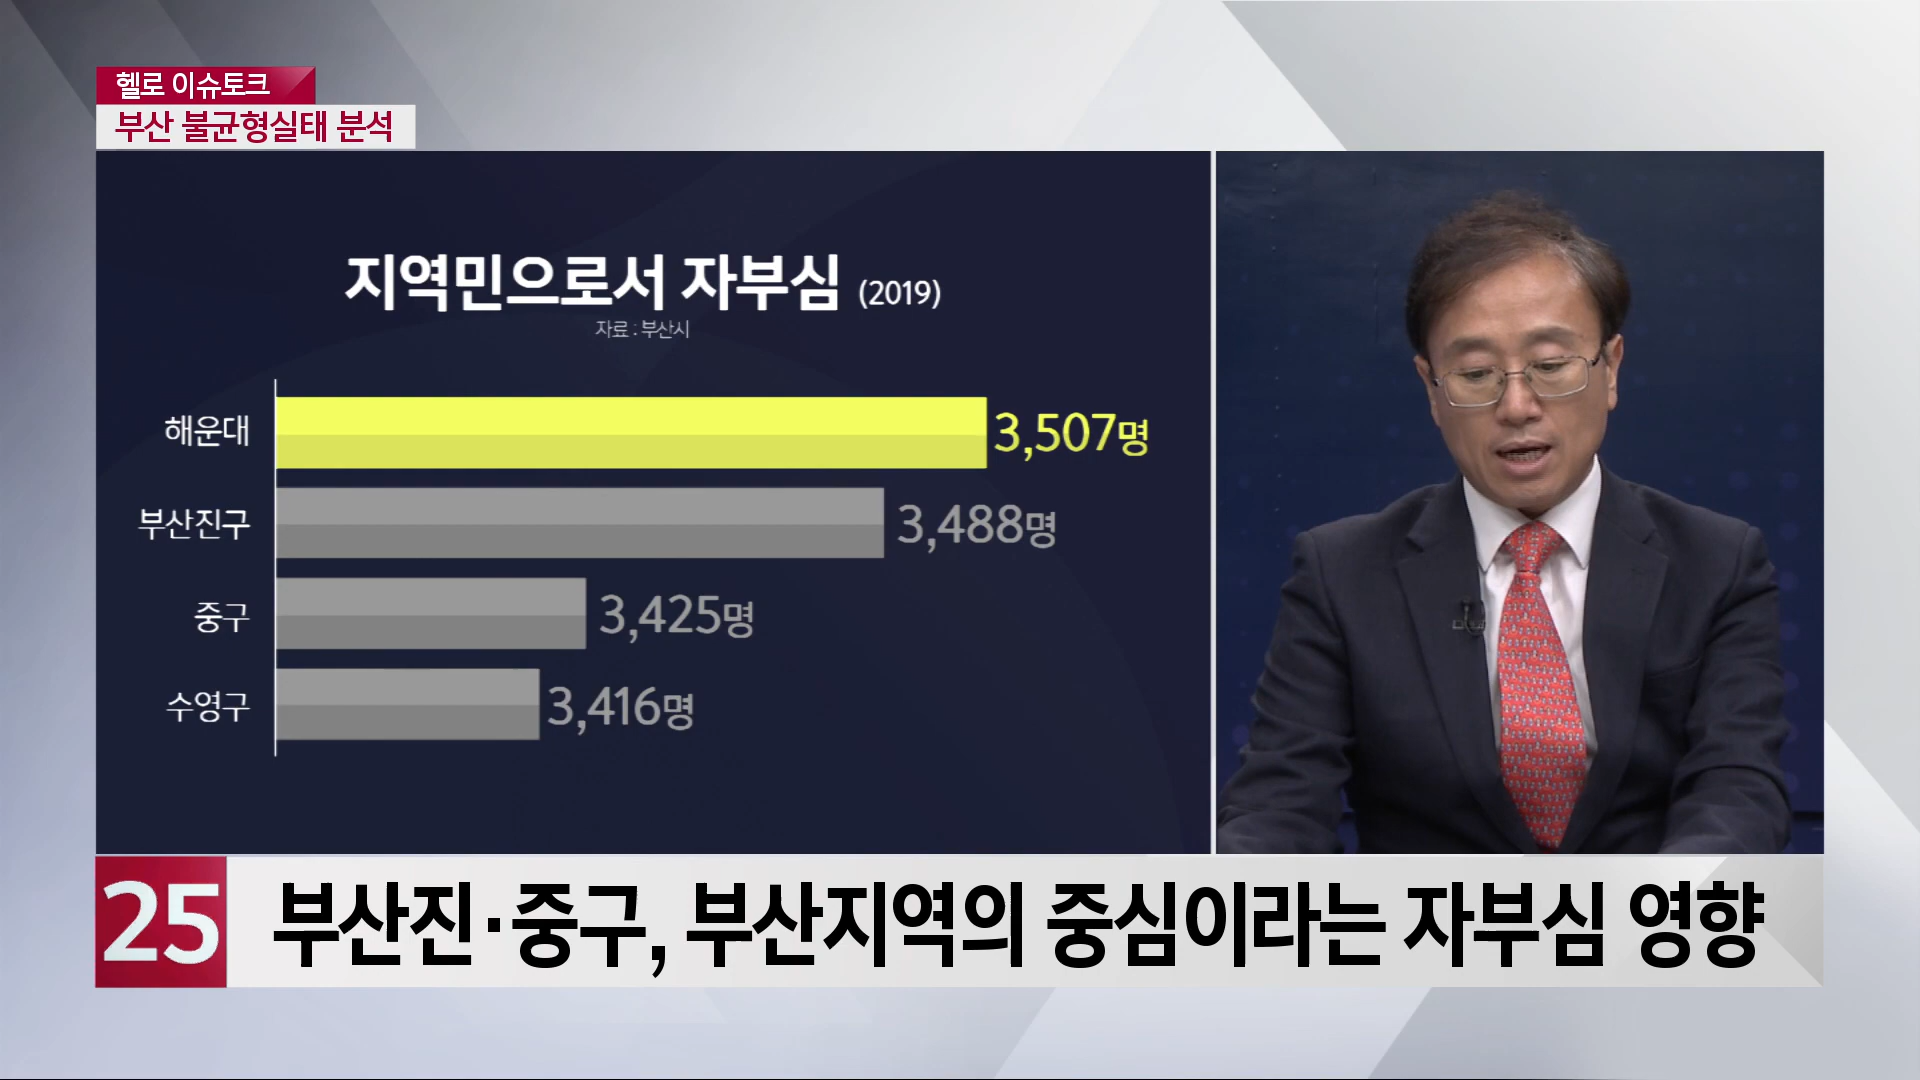 헬로 이슈토크
부산 불균형실태 분석
지역민으로서 자부심 (2019)
자료 : 부산시
해운대 3,507명
부산진구 3,488명
중구 3,425명
수영구 3,416명
25 부산진·중구, 부산지역의 중심이라는 자부심 영향